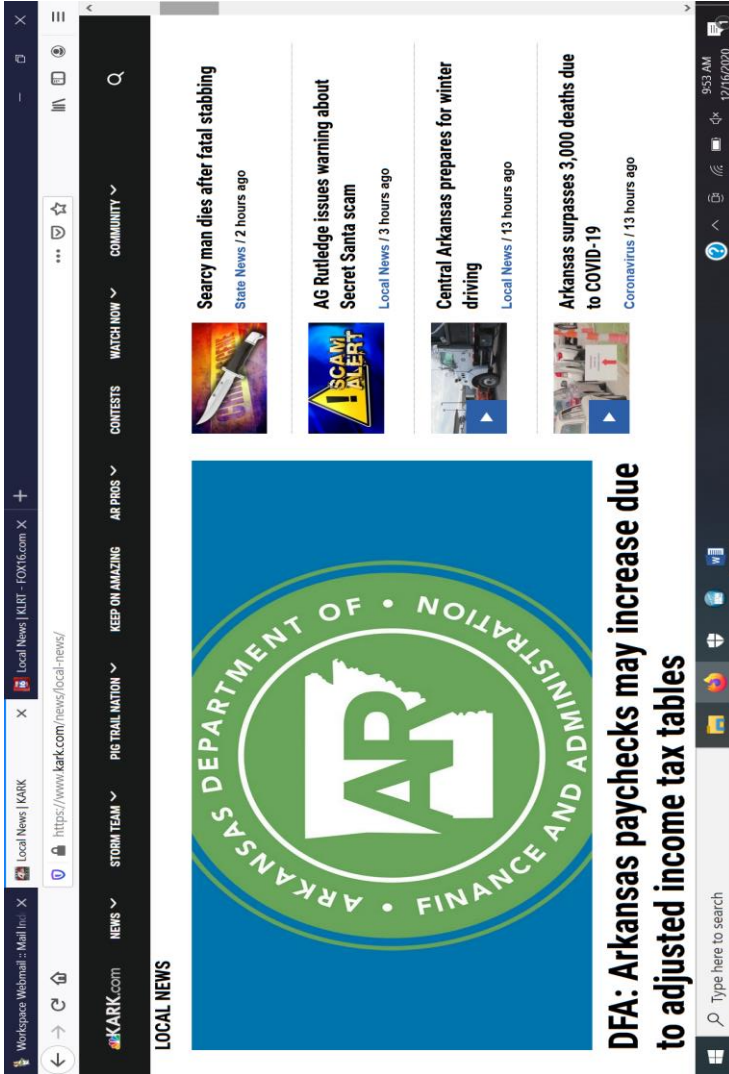 Workspace Webmail :: Mail Ind
Local News | KARK
Local News | KLRT - FOX16.com
https://www.kark.com/news/local-news/
KARK.com
NEWS
STORM TEAM
PIG TRAIL NATION
KEEP ON AMAZING
AR PROS
CONTESTS
WATCH NOW
COMMUNITY
LOCAL NEWS
ARKANSAS DEPARTMENT OF •
FINANCE AND ADMINISTRATION •
AR
DFA: Arkansas paychecks may increase due
to adjusted income tax tables
Searcy man dies after fatal stabbing
State News / 2 hours ago
SCAM
ALERT
AG Rutledge issues warning about
Secret Santa scam
Local News / 3 hours ago
Central Arkansas prepares for winter
driving
Local News / 13 hours ago
Arkansas surpasses 3,000 deaths due
to COVID-19
Coronavirus / 13 hours ago
Type here to search
9:53 AM
12/16/2020
1